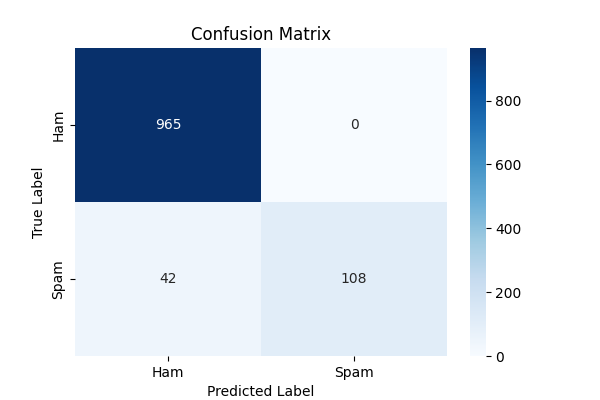 Confusion Matrix
True Label
Ham
Spam
965
0
42
108
Ham
Spam
Predicted Label
800
600
400
200
0